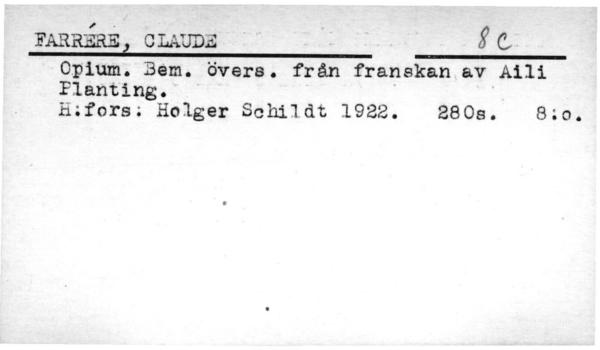 FARRÉRE, CLAUDE 8 C
Opium. Bem. övers. från franskan av Aili
Planting.
H:fors: Holger Schildt 1922. 280s. 8:o.